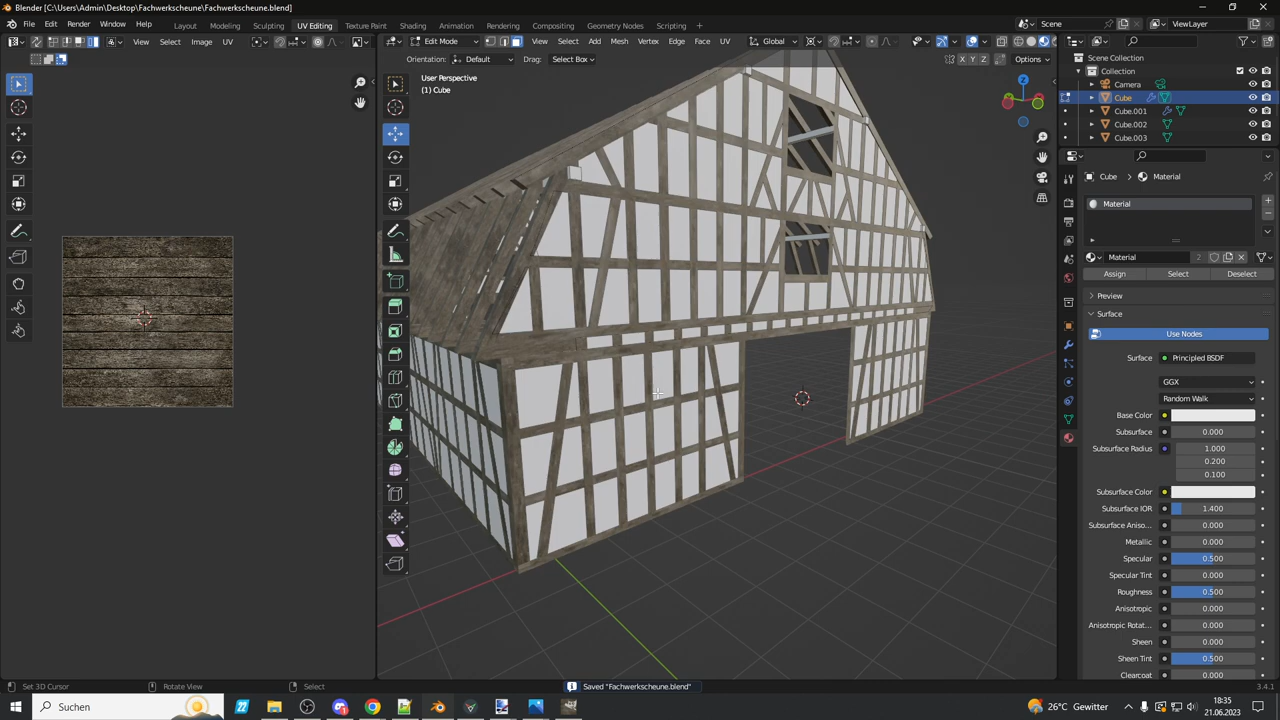 Blender [C:\Users\Admin\Desktop\Fachwerkscheune\Fachwerkscheune.blend]
File Edit Render Window Help
Layout Modeling Sculpting UV Editing Texture Paint Shading Animation Rendering Compositing Geometry Nodes Scripting +
Scene
ViewLayer
View Select Image UV
Edit Mode
View Select Add Mesh Vertex Edge Face UV
Global
Orientation: Default Drag: Select Box
X Y Z
Options
User Perspective
(1) Cube
Scene Collection
Collection
Camera
Cube
Cube.001
Cube.002
Cube.003
Cube > Material
Material
Material 2
Assign Select Deselect
Preview
Surface
Use Nodes
Surface Principled BSDF
GGX
Random Walk
Base Color
Subsurface 0.000
Subsurface Radius 1.000
0.200
0.100
Subsurface Color
Subsurface IOR 1.400
Subsurface Aniso... 0.000
Metallic 0.000
Specular 0.500
Specular Tint 0.000
Roughness 0.500
Anisotropic 0.000
Anisotropic Rotat... 0.000
Sheen 0.000
Sheen Tint 0.500
Clearcoat 0.000
Set 3D Cursor Rotate View Select
Saved "Fachwerkscheune.blend"
3.4.1
Suchen
26°C Gewitter
18:35
21.06.2023